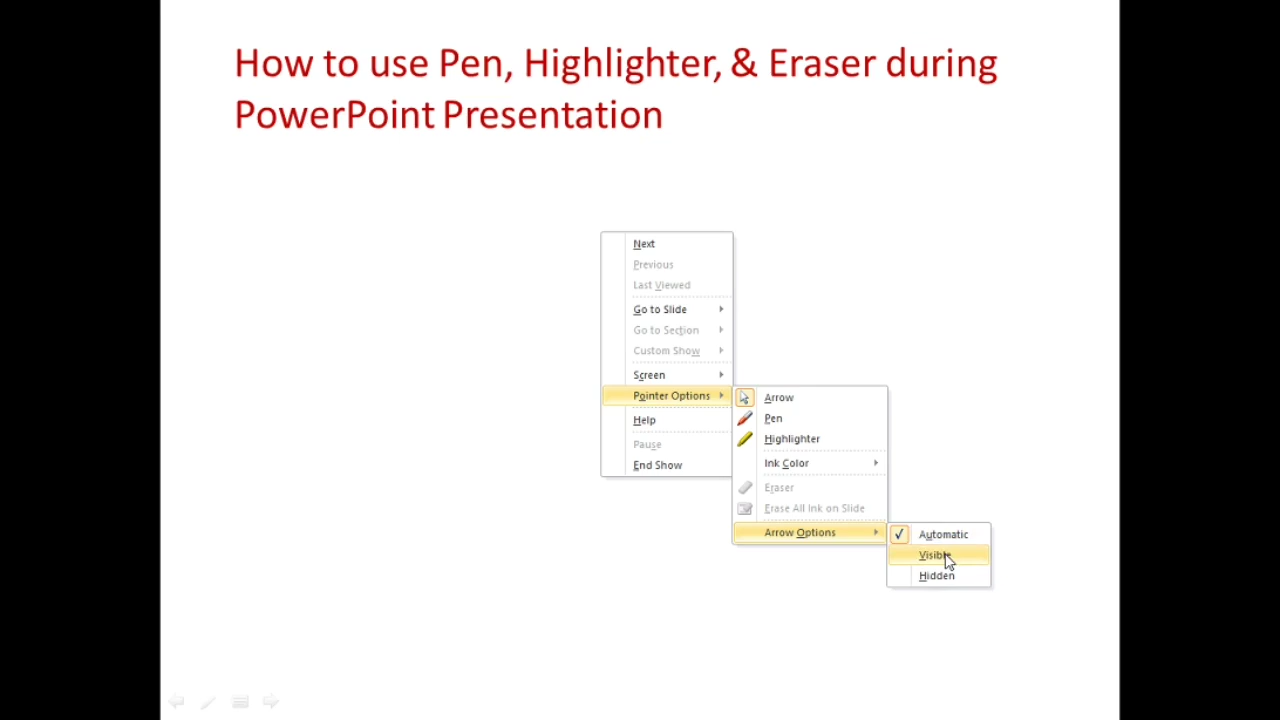 How to use Pen, Highlighter, & Eraser during
PowerPoint Presentation
Next
Previous
Last Viewed
Go to Slide
Go to Section
Custom Show
Screen
Pointer Options
Help
Pause
End Show
Arrow
Pen
Highlighter
Ink Color
Eraser
Erase All Ink on Slide
Arrow Options
Automatic
Visible
Hidden